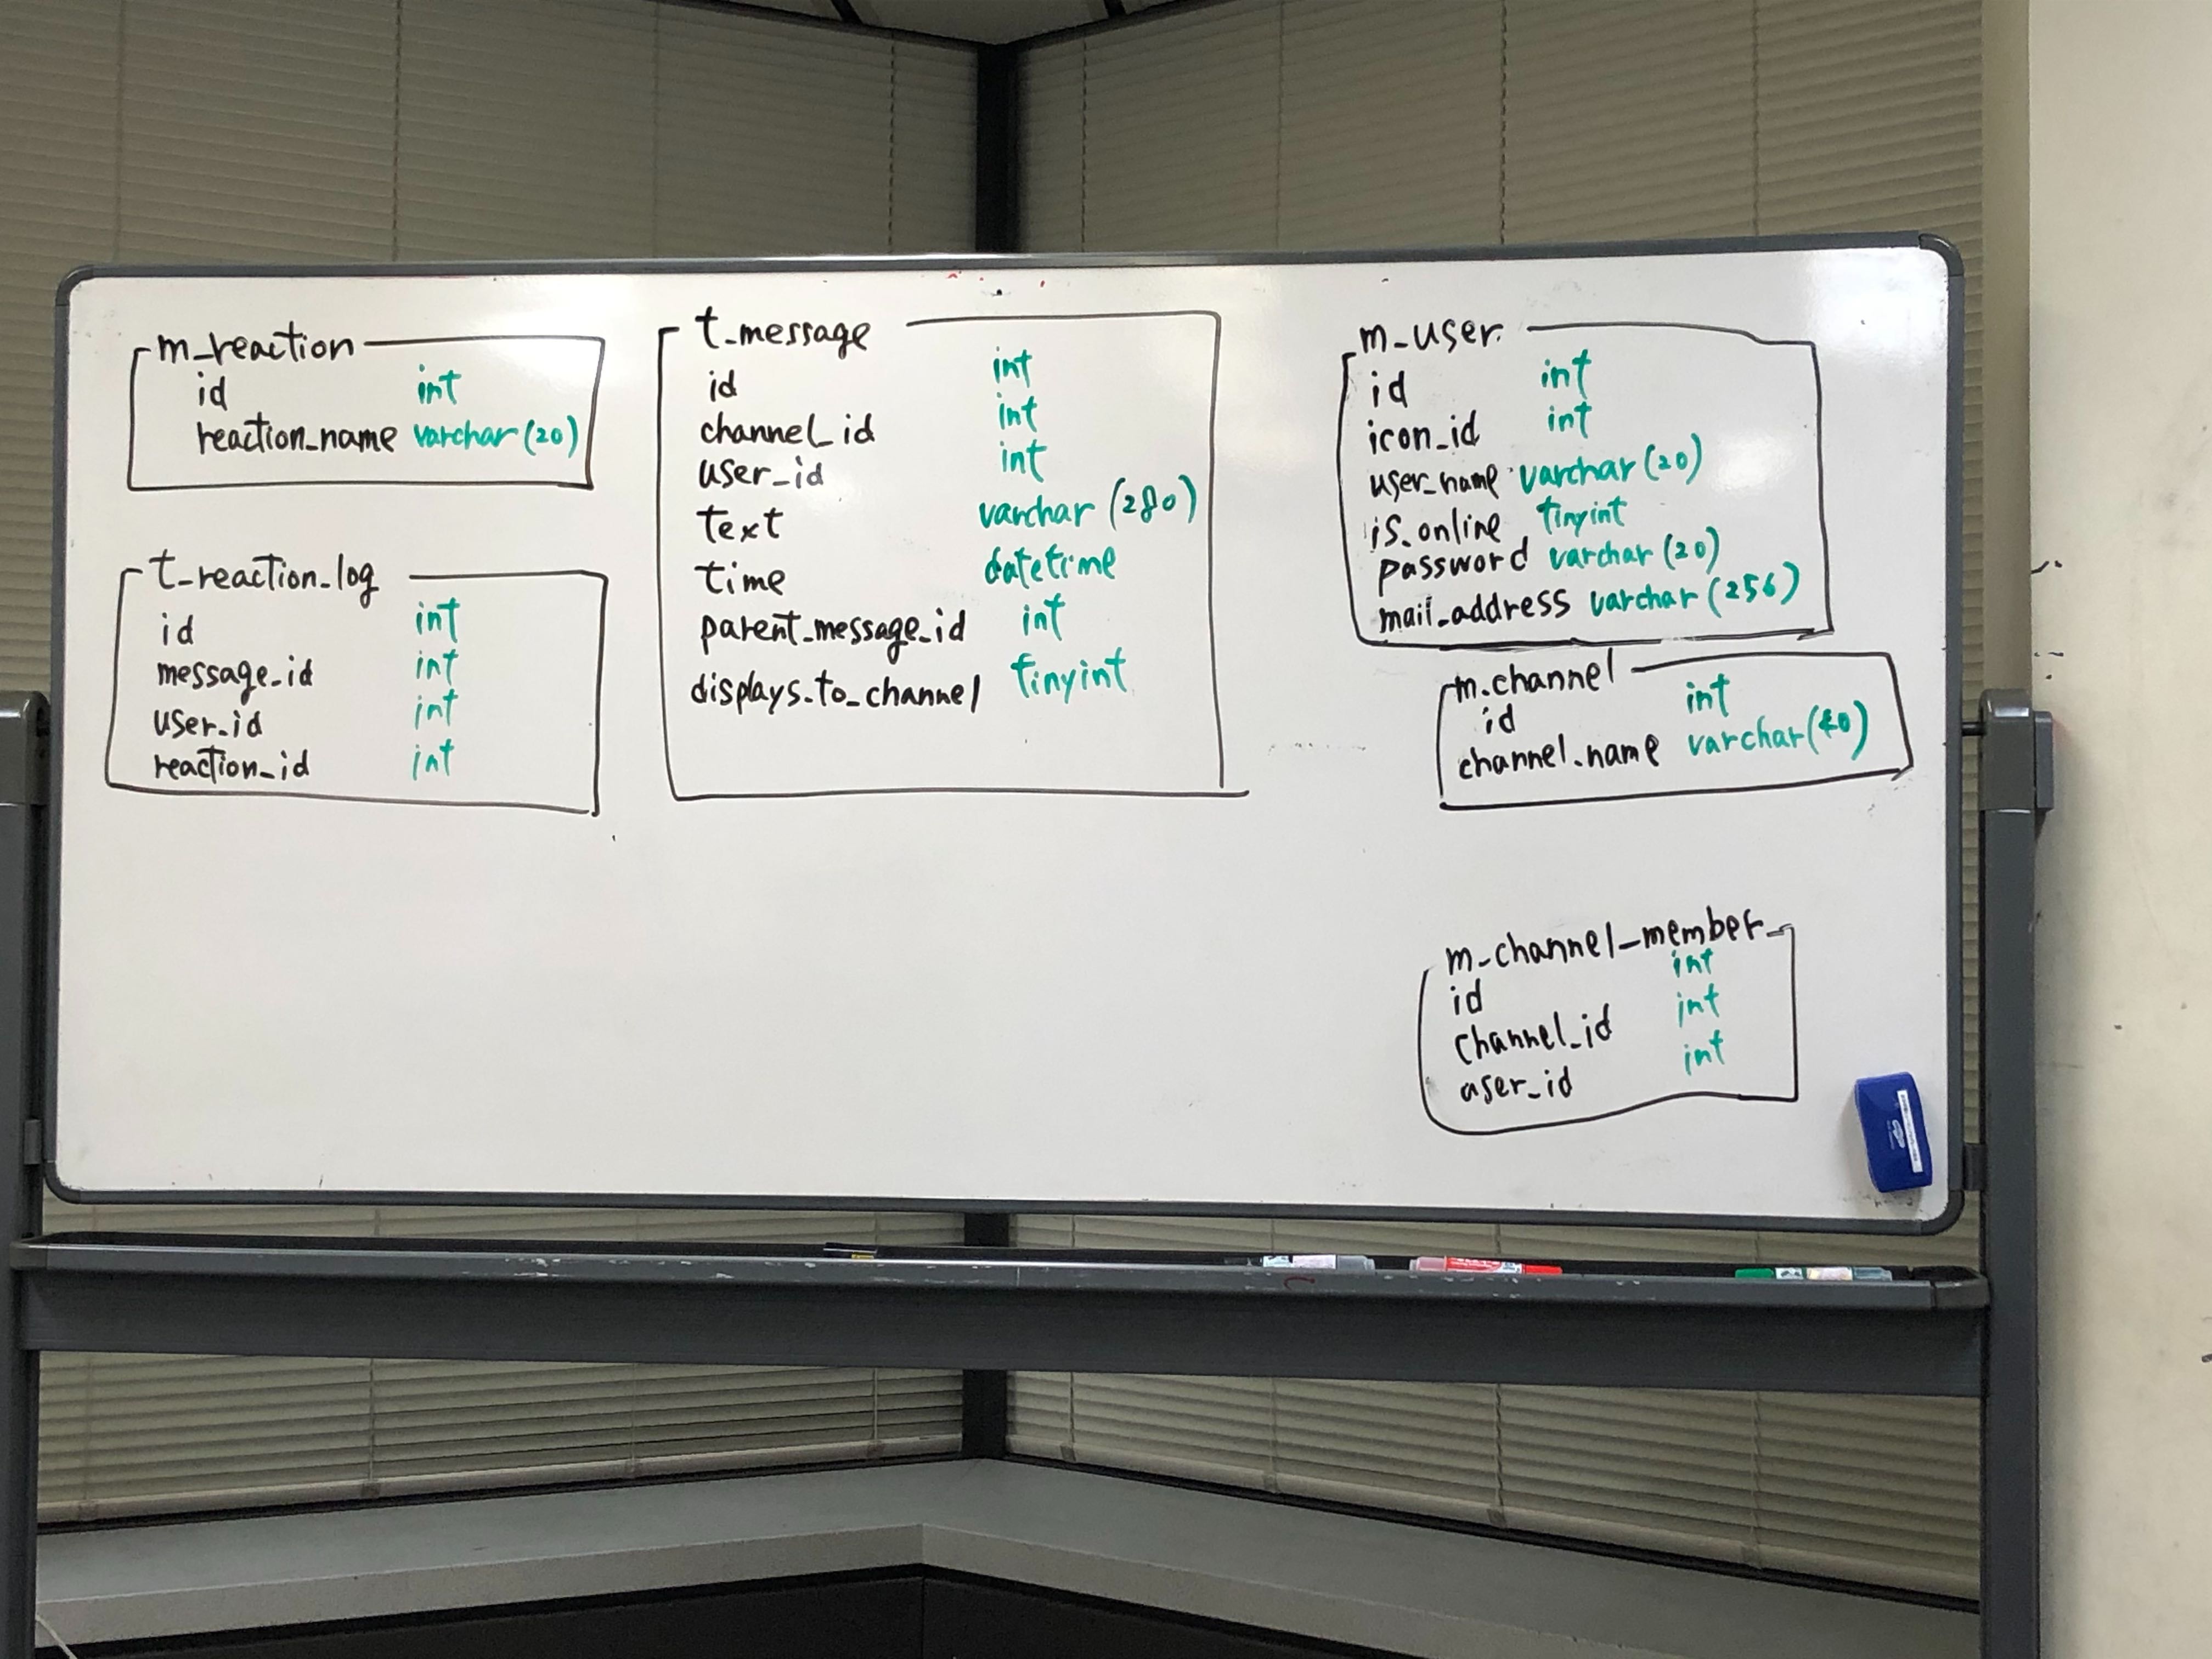 m_reaction
id int
reaction_name varchar(20)
t_reaction_log
id int
message_id int
user_id int
reaction_id int
t_message
id int
channel_id int
user_id int
text varchar(280)
time datetime
parent_message_id int
displays_to_channel tinyint
m_user
id int
icon_id int
user_name varchar(20)
is_online tinyint
password varchar(20)
mail_address varchar(256)
m_channel
id int
channel_name varchar(40)
m_channel_member
id int
channel_id int
user_id int